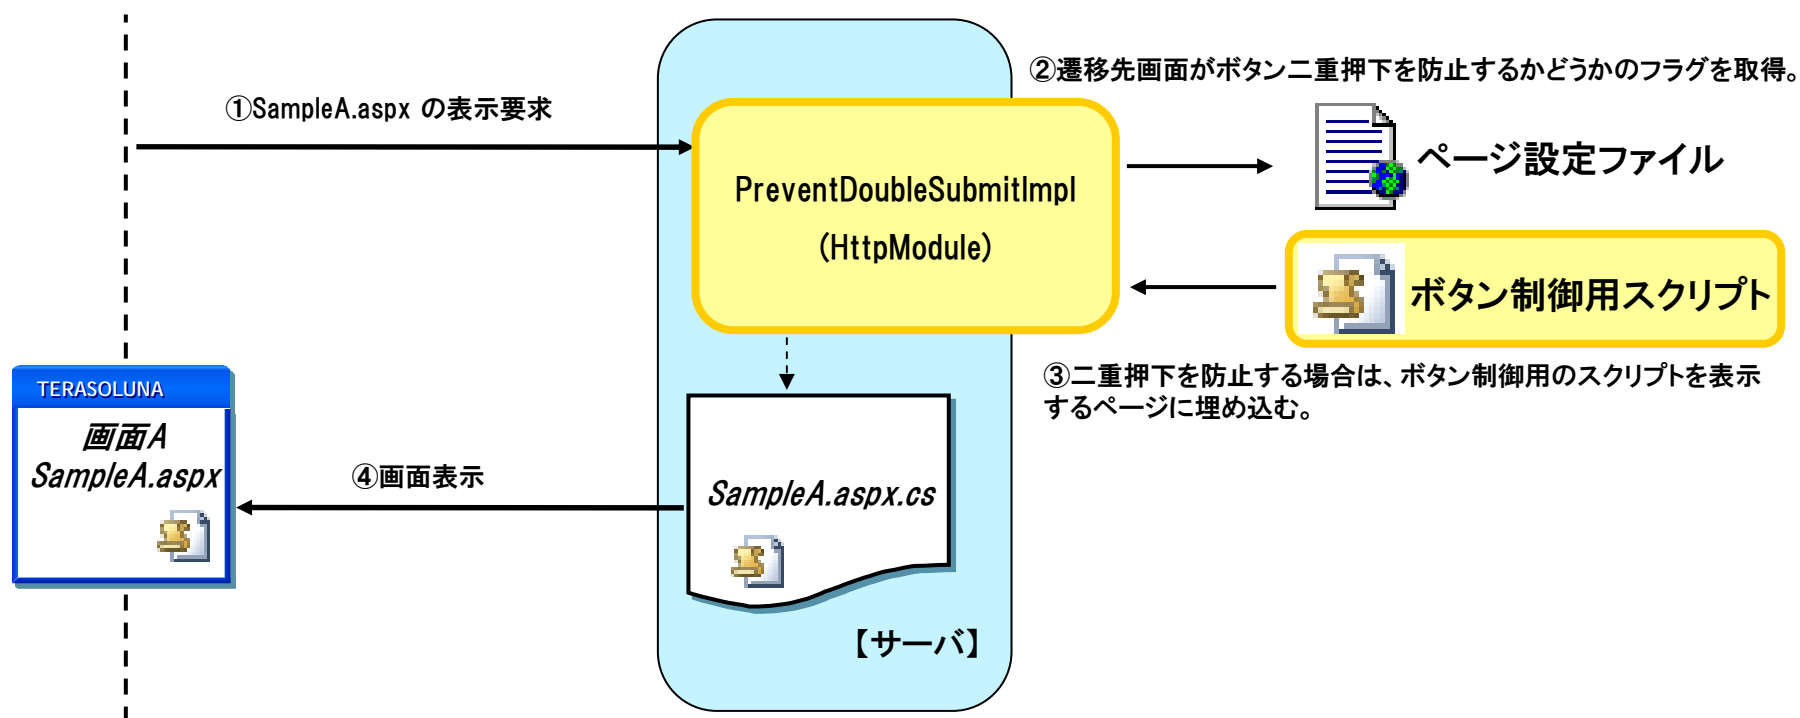 ②遷移先画面がボタン二重押下を防止するかどうかのフラグを取得。
①SampleA.aspx の表示要求
ページ設定ファイル
PreventDoubleSubmitImpl
(HttpModule)
ボタン制御用スクリプト
③二重押下を防止する場合は、ボタン制御用のスクリプトを表示
するページに埋め込む。
TERASOLUNA
画面A
SampleA.aspx
④画面表示
SampleA.aspx.cs
【サーバ】